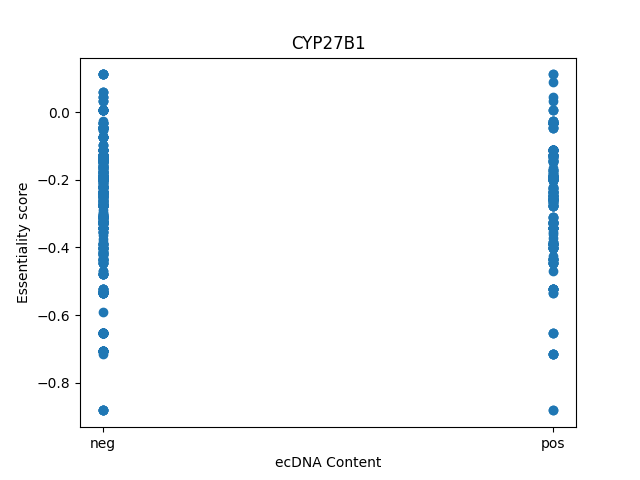 CYP27B1
Essentiality score
0.0
−0.2
−0.4
−0.6
−0.8
neg
pos
ecDNA Content